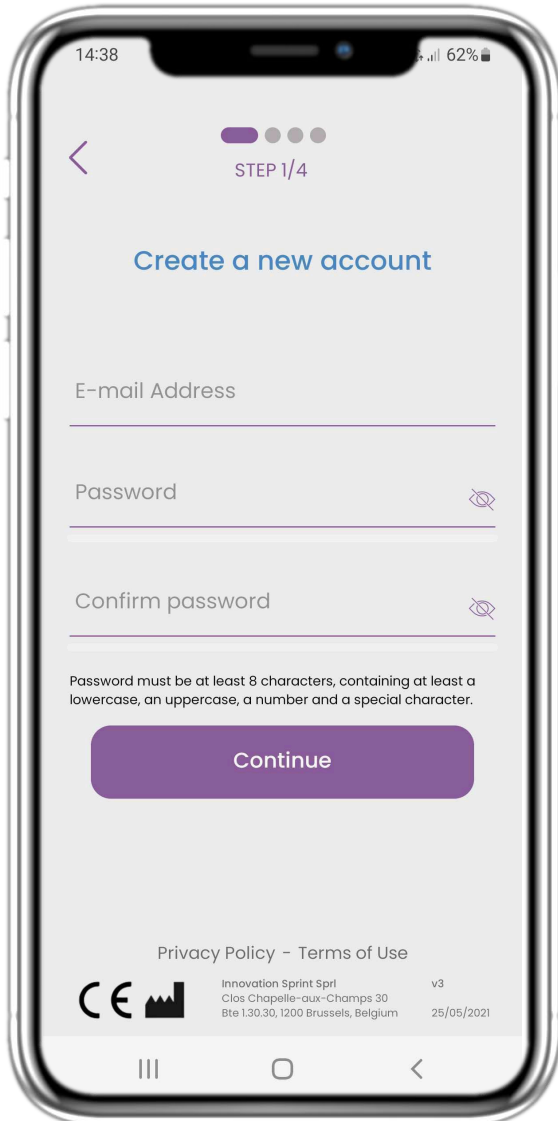 14:38
62%
STEP 1/4
Create a new account
E-mail Address
Password
Confirm password
Password must be at least 8 characters, containing at least a
lowercase, an uppercase, a number and a special character.
Continue
Privacy Policy - Terms of Use
CE
Innovation Sprint Sprl
v3
Clos Chapelle-aux-Champs 30
Bte 1.30.30, 1200 Brussels, Belgium
25/05/2021